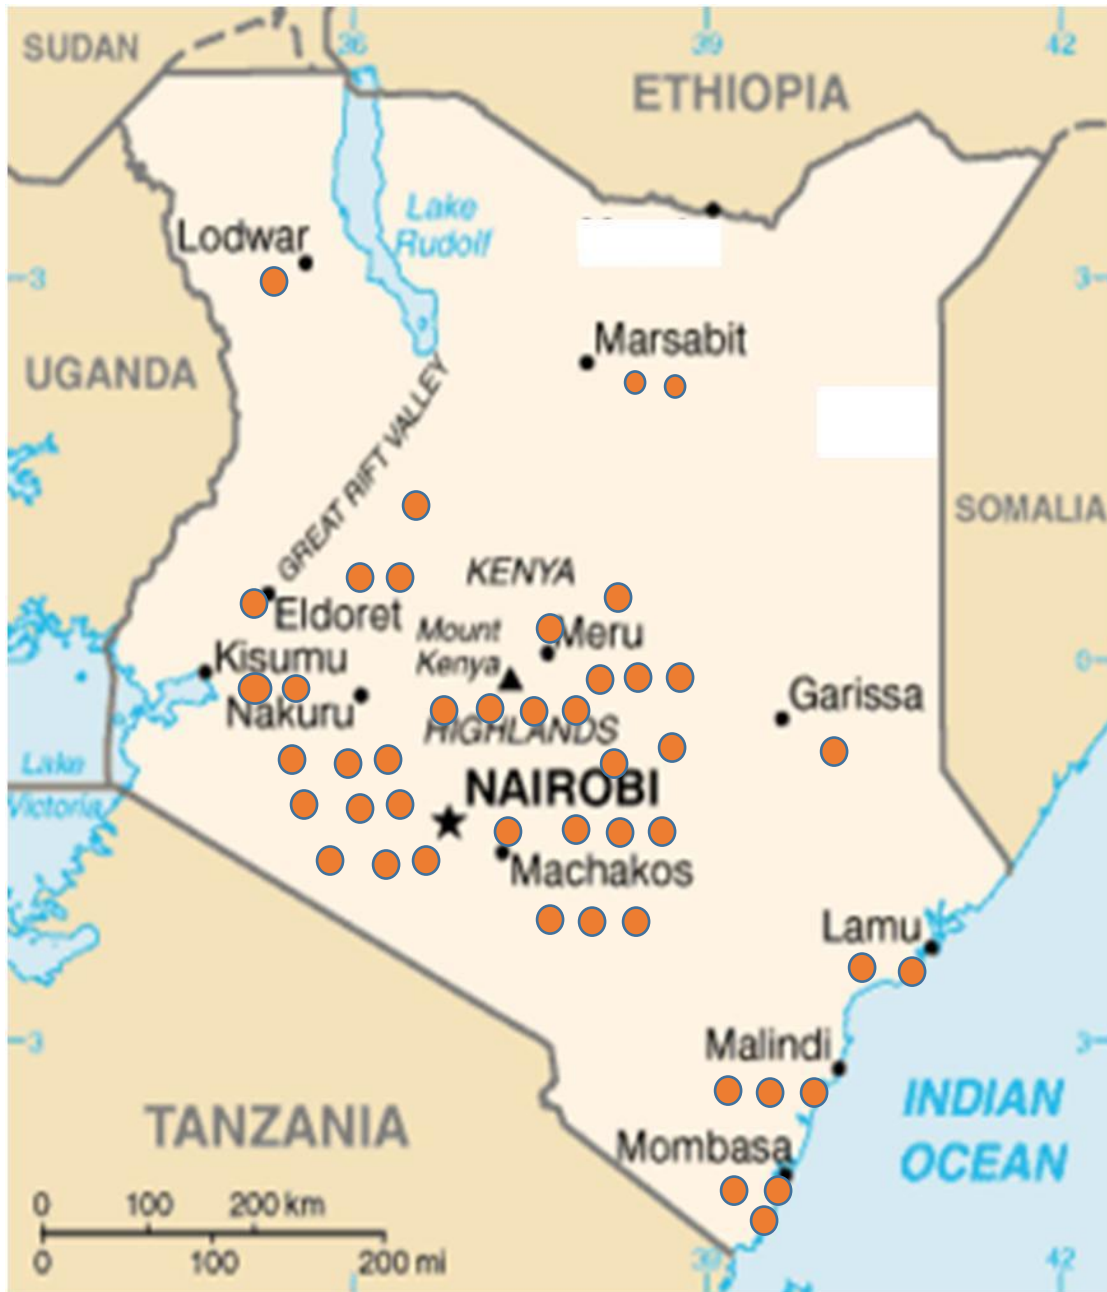 36
39
42
SUDAN
ETHIOPIA
Lake
Rudolf
Lodwar
3
3
Marsabit
UGANDA
GREAT RIFT VALLEY
SOMALIA
KENYA
Eldoret
Mount
Kenya
Meru
Kisumu
0
Nakuru
Garissa
HIGHLANDS
Lake
Victoria
NAIROBI
Machakos
Lamu
3
3
Malindi
INDIAN
OCEAN
TANZANIA
Mombasa
0 100 200 km
0 100 200 mi
39
42